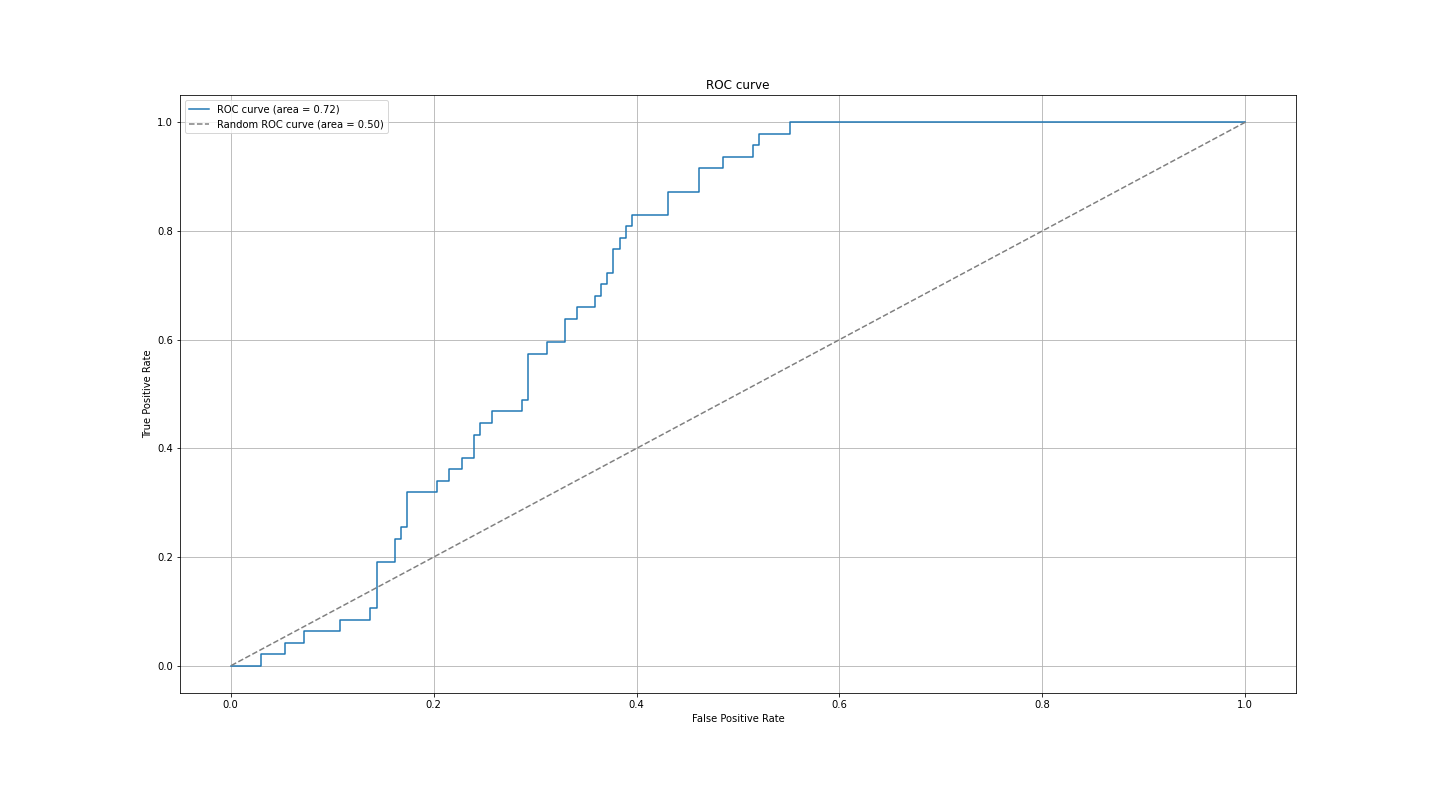 ROC curve
ROC curve (area = 0.72)
Random ROC curve (area = 0.50)
1.0
0.8
0.6
0.4
0.2
0.0
True Positive Rate
0.0
0.2
0.4
0.6
0.8
1.0
False Positive Rate